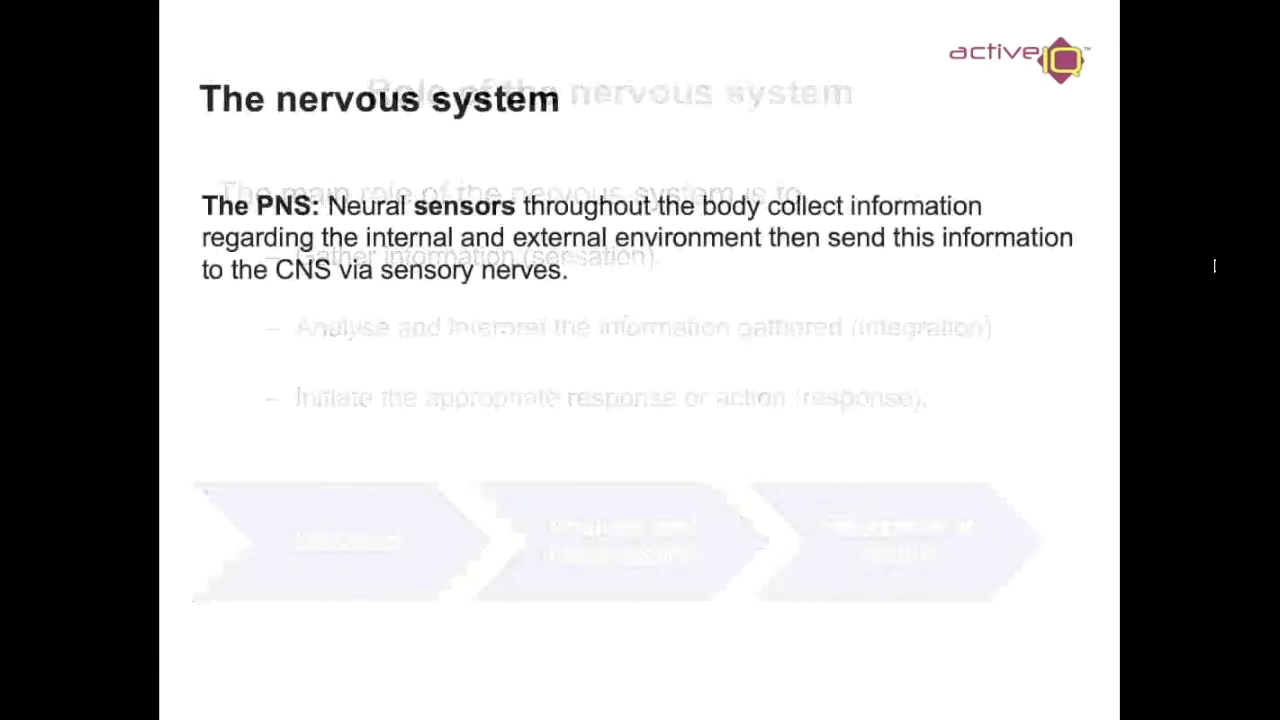 active IQ™
Role of the nervous system
The nervous system
The main role of the nervous system is to
The PNS: Neural sensors throughout the body collect information
regarding the internal and external environment then send this information
to the CNS via sensory nerves.
– Gather information (sensation).
– Analyse and interpret the information gathered (integration)
– Initiate the appropriate response or action (response).